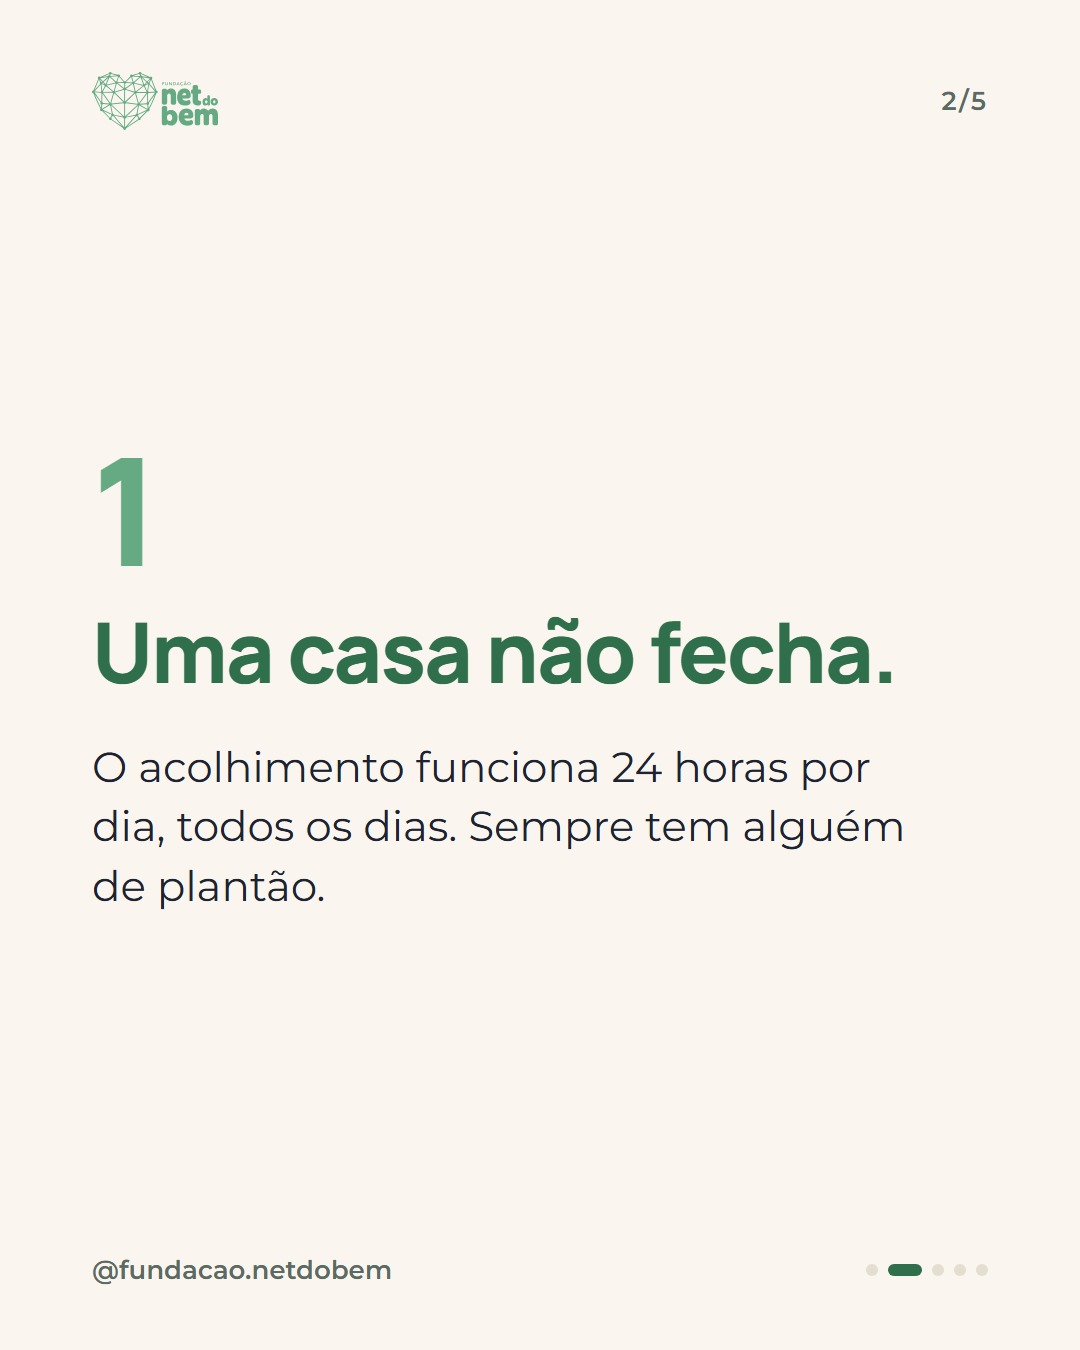 FUNDAÇÃO
net do
bem
2/5
1
Uma casa não fecha.
O acolhimento funciona 24 horas por
dia, todos os dias. Sempre tem alguém
de plantão.
@fundacao.netdobem